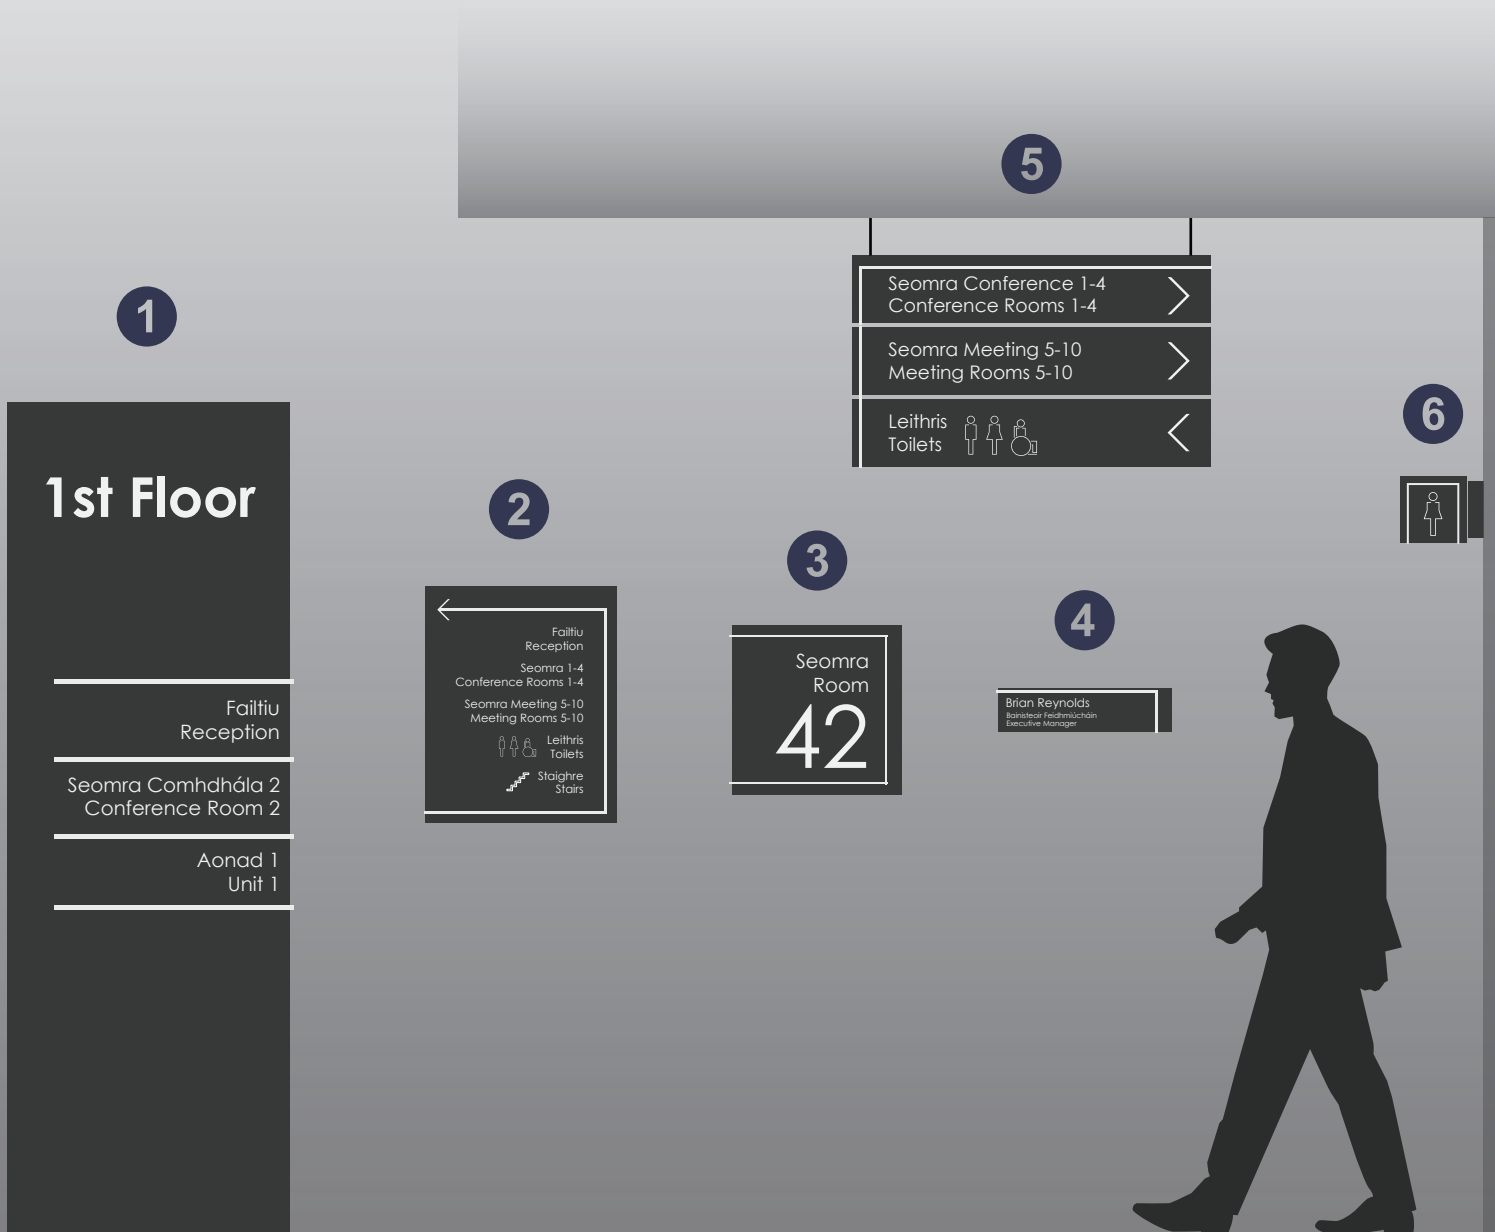 1
1st Floor
Failtiu
Reception
Seomra Comhdhála 2
Conference Room 2
Aonad 1
Unit 1
2
Failtiu
Reception
Seomra 1-4
Conference Rooms 1-4
Seomra Meeting 5-10
Meeting Rooms 5-10
Leithris
Toilets
Staighre
Stairs
3
Seomra
Room
42
4
Brian Reynolds
Bainisteoir Feidhmiúcháin
Executive Manager
5
Seomra Conference 1-4
Conference Rooms 1-4
Seomra Meeting 5-10
Meeting Rooms 5-10
Leithris
Toilets
6